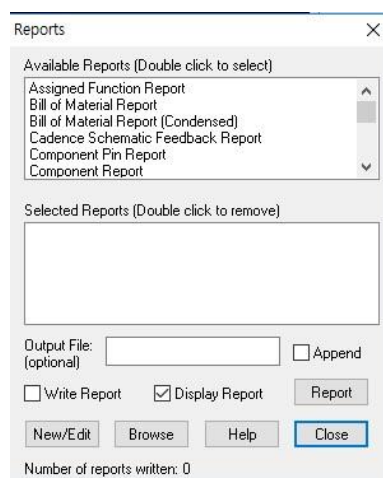 Reports
Available Reports (Double click to select)
Assigned Function Report
Bill of Material Report
Bill of Material Report (Condensed)
Cadence Schematic Feedback Report
Component Pin Report
Component Report
Selected Reports (Double click to remove)
Output File:
(optional)
Append
Write Report
Display Report
Report
New/Edit
Browse
Help
Close
Number of reports written: 0